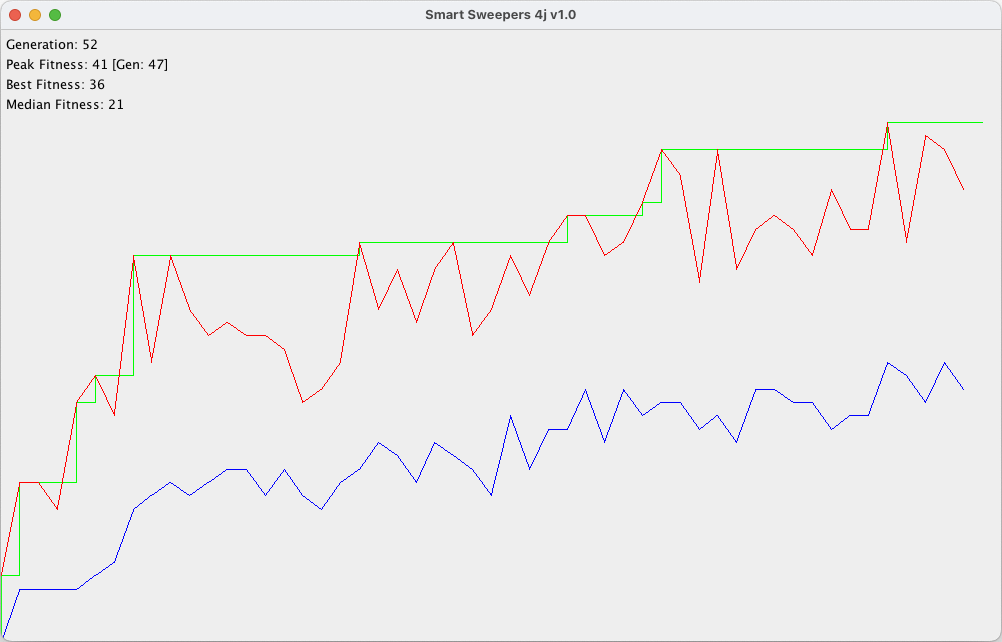 Smart Sweepers 4j v1.0
Generation: 52
Peak Fitness: 41 [Gen: 47]
Best Fitness: 36
Median Fitness: 21